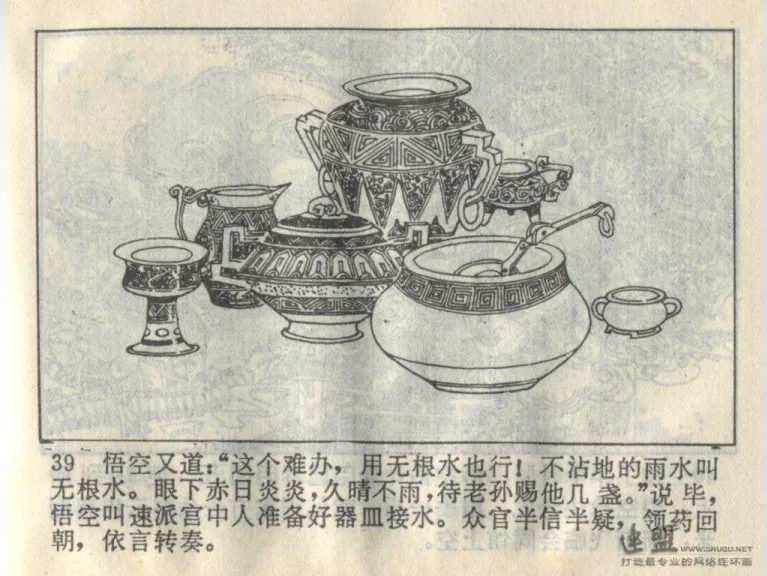 39 悟空又道：“这个难办，用无根水也行！不沾地的雨水叫
无根水。眼下赤日炎炎，久晴不雨，待老孙赐他几盏。”说毕，
悟空叫速派宫中人准备好器皿接水。众官半信半疑，领药回
朝，依言转奏。
连盟
WWW.SHUQU.NET
打造最专业的网络连环画